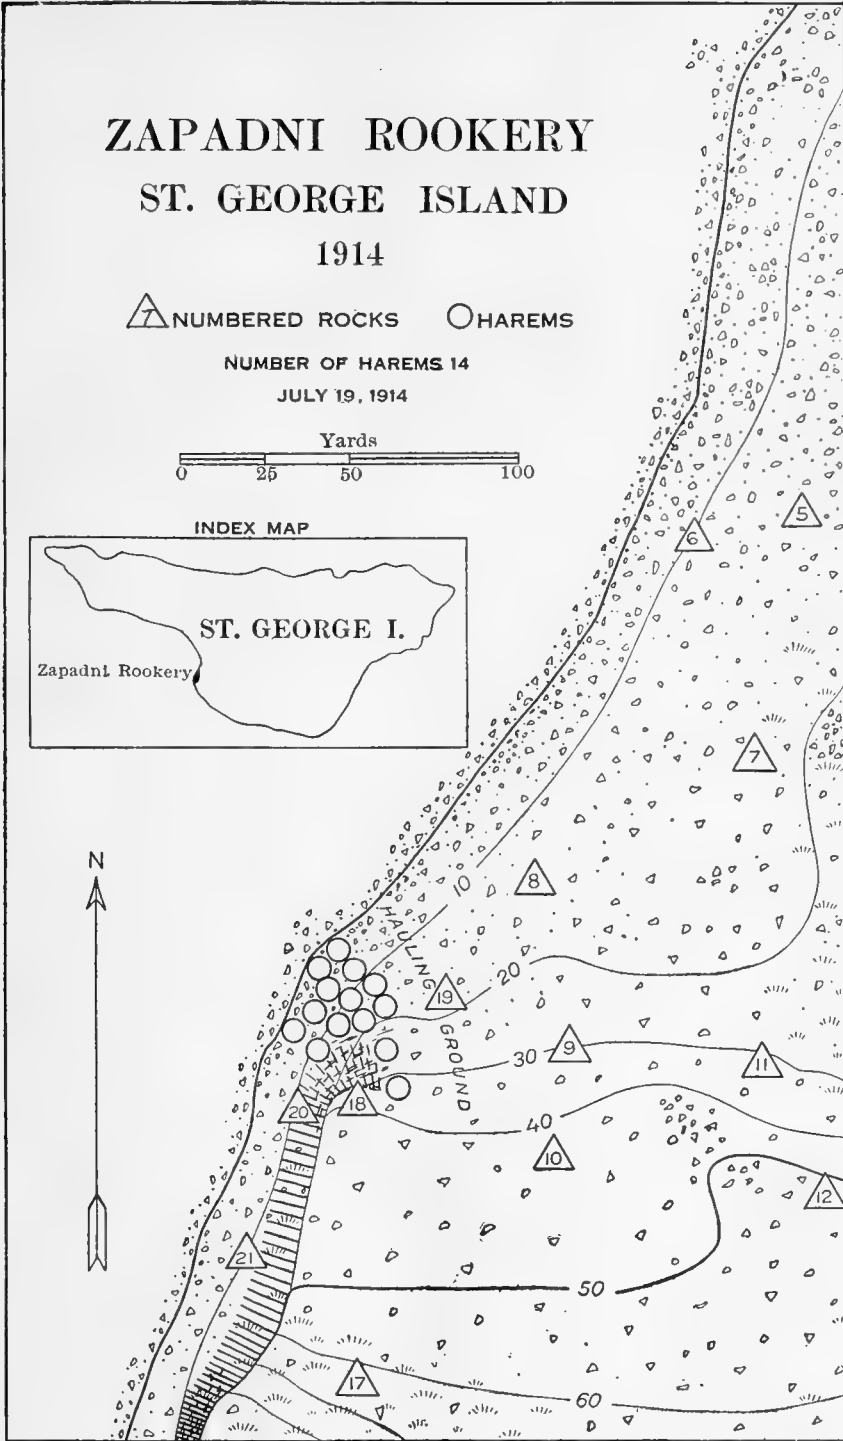 ZAPADNI ROOKERY
ST. GEORGE ISLAND
1914
7 NUMBERED ROCKS HAREMS
NUMBER OF HAREMS 14
JULY 19, 1914
Yards
0 25 50 100
INDEX MAP
ST. GEORGE I.
Zapadni Rookery
N
5
6
7
8
10
HAULING GROUND
20
19
9
30
11
20
18
40
10
12
21
50
17
60